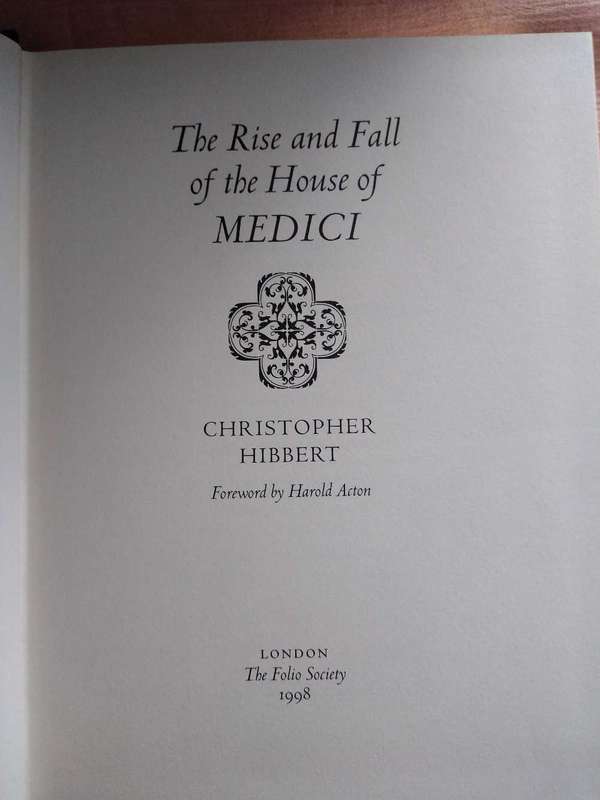 The Rise and Fall
of the House of
MEDICI
CHRISTOPHER
HIBBERT
Foreword by Harold Acton
LONDON
The Folio Society
1998